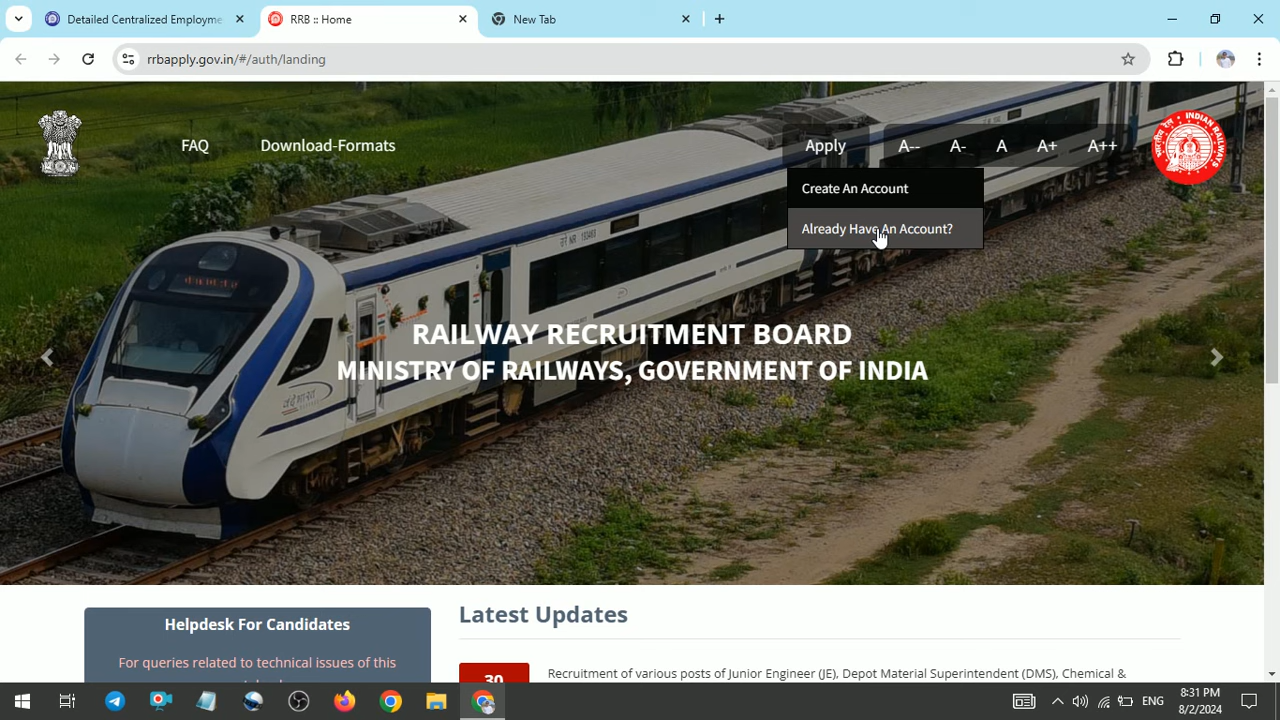 Detailed Centralized Employme
RRB :: Home
New Tab
rrbapply.gov.in/#/auth/landing
FAQ
Download-Formats
Apply
A--
A-
A
A+
A++
Create An Account
Already Have An Account?
RAILWAY RECRUITMENT BOARD
MINISTRY OF RAILWAYS, GOVERNMENT OF INDIA
Helpdesk For Candidates
For queries related to technical issues of this
Latest Updates
30
Recruitment of various posts of Junior Engineer (JE), Depot Material Superintendent (DMS), Chemical &
ENG
8:31 PM
8/2/2024